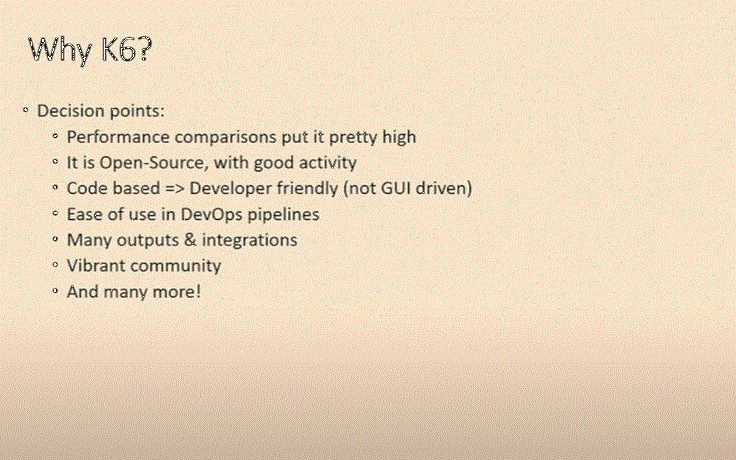 Why K6?
Decision points:
Performance comparisons put it pretty high
It is Open-Source, with good activity
Code based => Developer friendly (not GUI driven)
Ease of use in DevOps pipelines
Many outputs & integrations
Vibrant community
And many more!